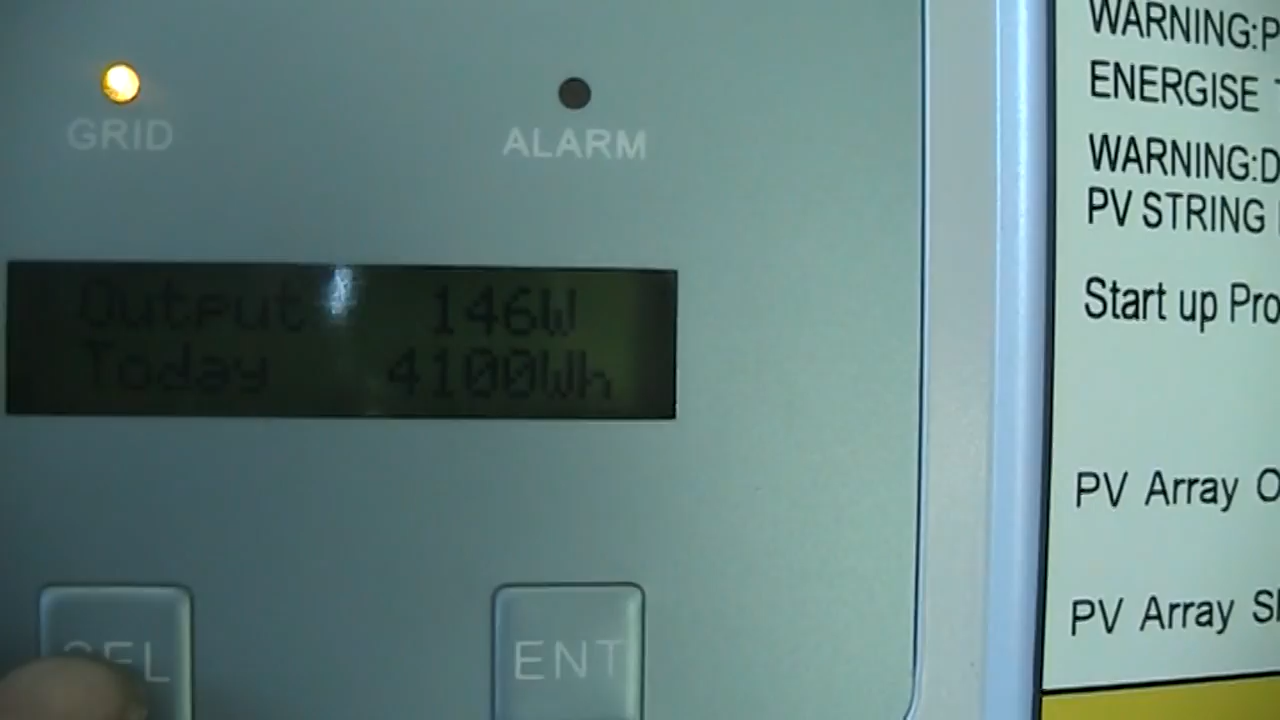 GRID
ALARM
Output 146W
Today 4100Wh
SEL
ENT
WARNING:P
ENERGISE
WARNING:D
PV STRING
Start up Pro
PV Array O
PV Array